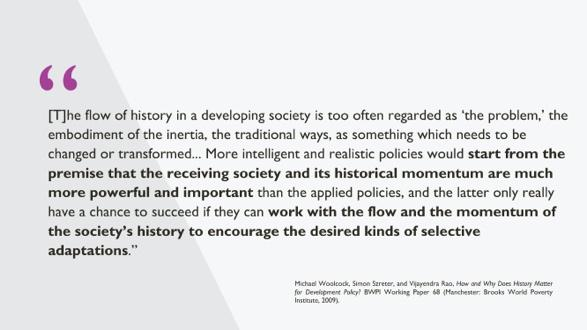 “
[T]he flow of history in a developing society is too often regarded as ‘the problem,’ the
embodiment of the inertia, the traditional ways, as something which needs to be
changed or transformed... More intelligent and realistic policies would start from the
premise that the receiving society and its historical momentum are much
more powerful and important than the applied policies, and the latter only really
have a chance to succeed if they can work with the flow and the momentum of
the society’s history to encourage the desired kinds of selective
adaptations.”
Michael Woolcock, Simon Szreter, and Vijayendra Rao, How and Why Does History Matter
for Development Policy? BWPI Working Paper 68 (Manchester: Brooks World Poverty
Institute, 2009).